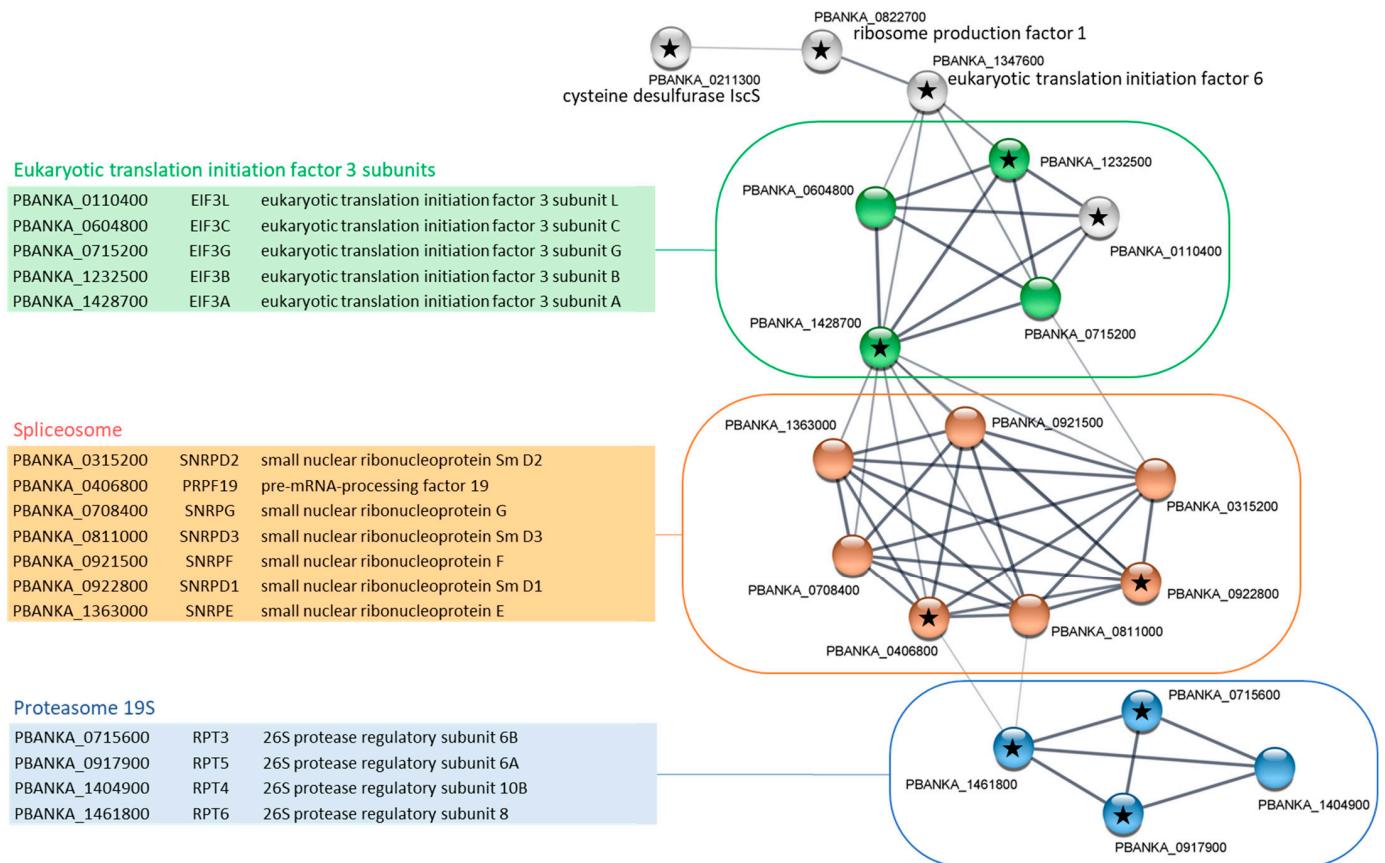 PBANKA_0822700
ribosome production factor 1
PBANKA_1347600
PBANKA_0211300
eukaryotic translation initiation factor 6
cysteine desulfurase IscS
Eukaryotic translation initiation factor 3 subunits
PBANKA_0110400 EIF3L eukaryotic translation initiation factor 3 subunit L
PBANKA_0604800 EIF3C eukaryotic translation initiation factor 3 subunit C
PBANKA_0715200 EIF3G eukaryotic translation initiation factor 3 subunit G
PBANKA_1232500 EIF3B eukaryotic translation initiation factor 3 subunit B
PBANKA_1428700 EIF3A eukaryotic translation initiation factor 3 subunit A
PBANKA_1232500
PBANKA_0604800
PBANKA_0110400
PBANKA_1428700
PBANKA_0715200
Spliceosome
PBANKA_0315200 SNRPD2 small nuclear ribonucleoprotein Sm D2
PBANKA_0406800 PRPF19 pre-mRNA-processing factor 19
PBANKA_0708400 SNRPG small nuclear ribonucleoprotein G
PBANKA_0811000 SNRPD3 small nuclear ribonucleoprotein Sm D3
PBANKA_0921500 SNRPF small nuclear ribonucleoprotein F
PBANKA_0922800 SNRPD1 small nuclear ribonucleoprotein Sm D1
PBANKA_1363000 SNRPE small nuclear ribonucleoprotein E
PBANKA_1363000
PBANKA_0921500
PBANKA_0315200
PBANKA_0708400
PBANKA_0922800
PBANKA_0811000
PBANKA_0406800
Proteasome 19S
PBANKA_0715600 RPT3 26S protease regulatory subunit 6B
PBANKA_0917900 RPT5 26S protease regulatory subunit 6A
PBANKA_1404900 RPT4 26S protease regulatory subunit 10B
PBANKA_1461800 RPT6 26S protease regulatory subunit 8
PBANKA_0715600
PBANKA_1461800
PBANKA_1404900
PBANKA_0917900